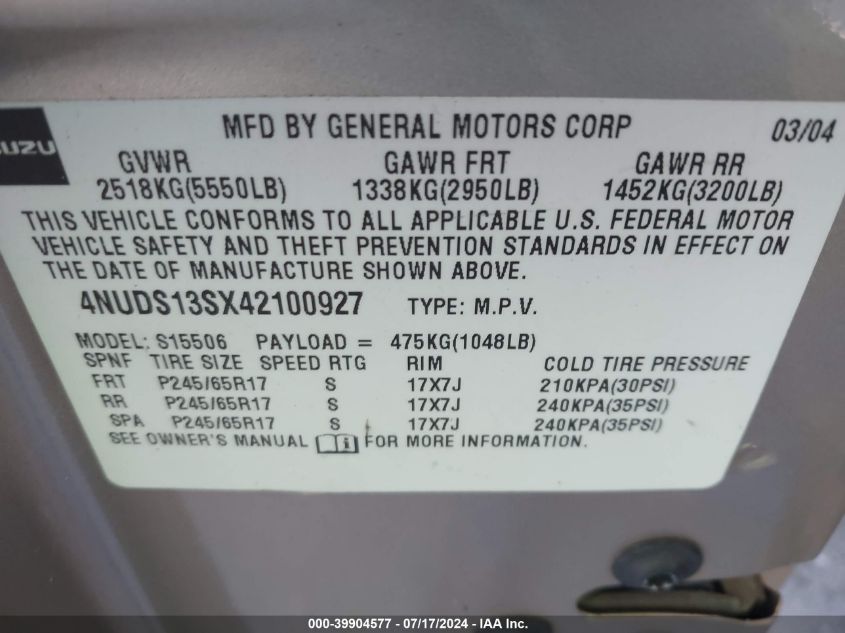 MFD BY GENERAL MOTORS CORP 03/04
UZU
GVWR GAWR FRT GAWR RR
2518KG(5550LB) 1338KG(2950LB) 1452KG(3200LB)
THIS VEHICLE CONFORMS TO ALL APPLICABLE U.S. FEDERAL MOTOR
VEHICLE SAFETY AND THEFT PREVENTION STANDARDS IN EFFECT ON
THE DATE OF MANUFACTURE SHOWN ABOVE.
4NUDS13SX42100927 TYPE: M.P.V.
MODEL: S15506 PAYLOAD = 475KG(1048LB)
SPNF TIRE SIZE SPEED RTG RIM COLD TIRE PRESSURE
FRT P245/65R17 S 17X7J 210KPA(30PSI)
RR P245/65R17 S 17X7J 240KPA(35PSI)
SPA P245/65R17 S 17X7J 240KPA(35PSI)
SEE OWNER'S MANUAL i FOR MORE INFORMATION.
000-39904577 / 07/17/2024 - IAA Inc.